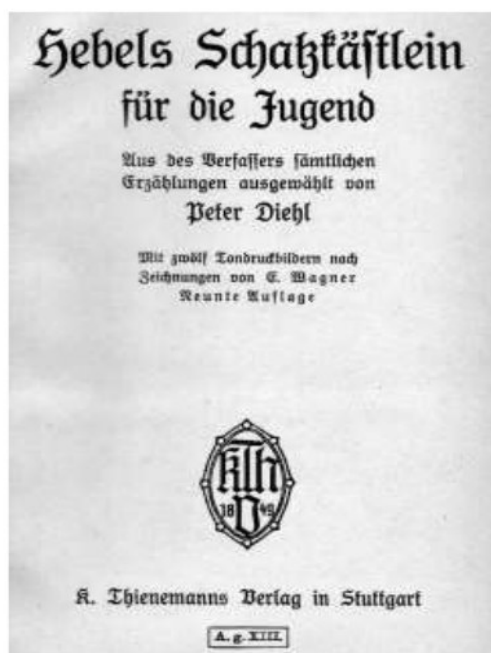 Hebels Schatzkästlein
für die Jugend
Aus des Verfassers sämtlichen
Erzählungen ausgewählt von
Peter Diehl
Mit zwölf Tondruckbildern nach
Zeichnungen von E. Wagner
Neunte Auflage
KTh
18 V 49
K. Thienemanns Verlag in Stuttgart
A. g. XIII.